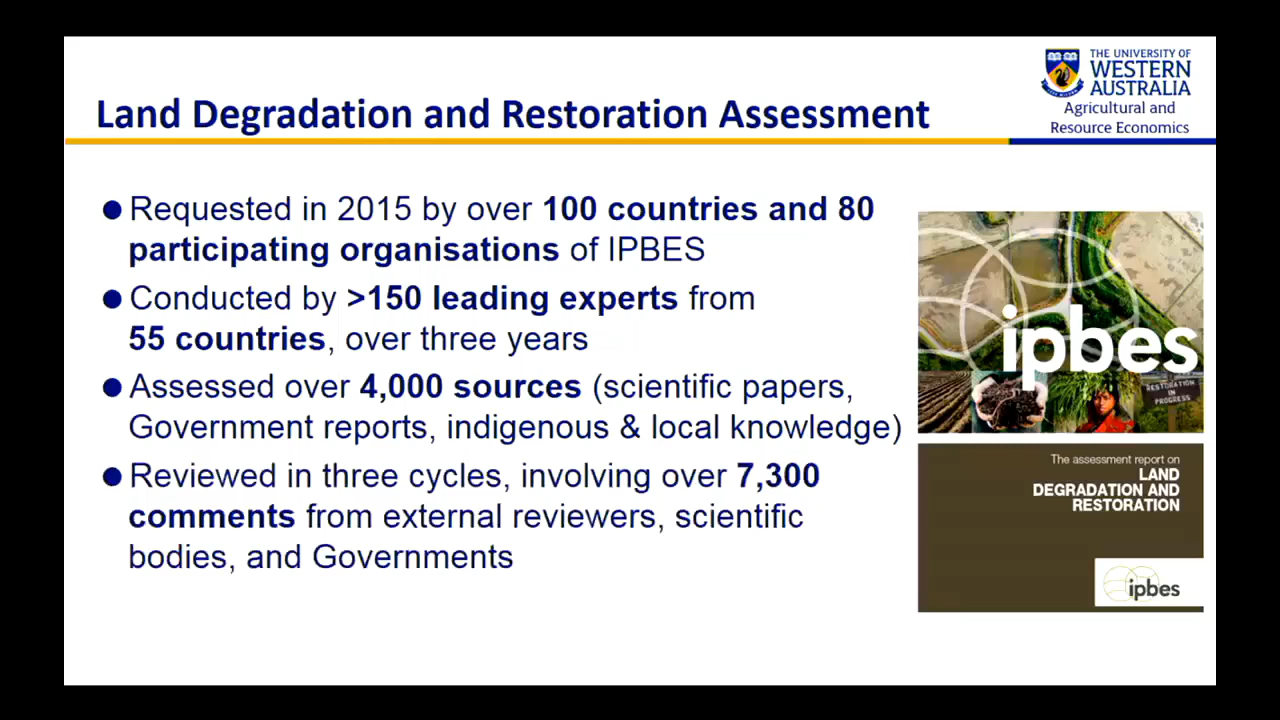 THE UNIVERSITY OF
WESTERN
AUSTRALIA
Agricultural and
Resource Economics
Land Degradation and Restoration Assessment
● Requested in 2015 by over 100 countries and 80
participating organisations of IPBES
● Conducted by >150 leading experts from
55 countries, over three years
● Assessed over 4,000 sources (scientific papers,
Government reports, indigenous & local knowledge)
● Reviewed in three cycles, involving over 7,300
comments from external reviewers, scientific
bodies, and Governments
ipbes
RESTORATION
IN
PROGRESS
The assessment report on
LAND
DEGRADATION AND
RESTORATION
ipbes